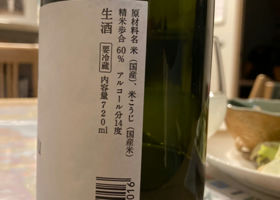 原材料名 米(国産)、米こうじ(国産米)
精米歩合 60% アルコール分14度
要冷蔵 内容量720ml
生酒
016